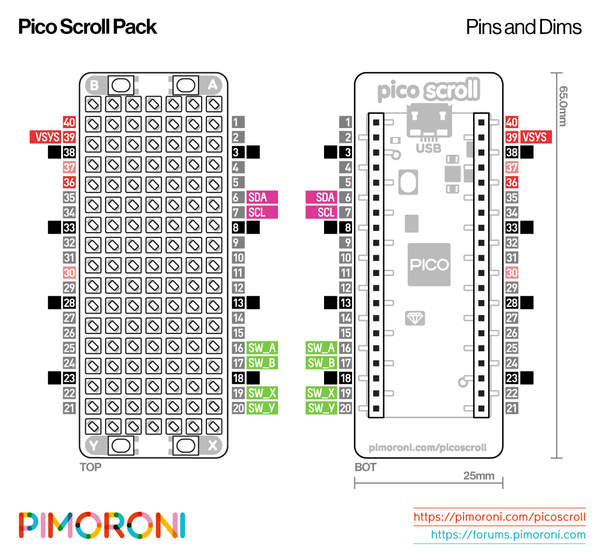 Pico Scroll Pack
Pins and Dims
B A
40 1
VSYS 39 2
38 3
37 4
36 5
35 6 SDA
34 7 SCL
33 8
32 9
31 10
30 11
29 12
28 13
27 14
26 15
25 16 SW_A
24 17 SW_B
23 18
22 19 SW_X
21 20 SW_Y
Y X
TOP
pico scroll
USB
PICO
1 40
2 39 VSYS
3 38
4 37
5 36
SDA 6 35
SCL 7 34
8 33
9 32
10 31
11 30
12 29
13 28
14 27
15 26
SW_A 16 25
SW_B 17 24
18 23
SW_X 19 22
SW_Y 20 21
pimoroni.com/picoscroll
BOT
65.0mm
25mm
PIMORONI
https://pimoroni.com/picoscroll
https://forums.pimoroni.com